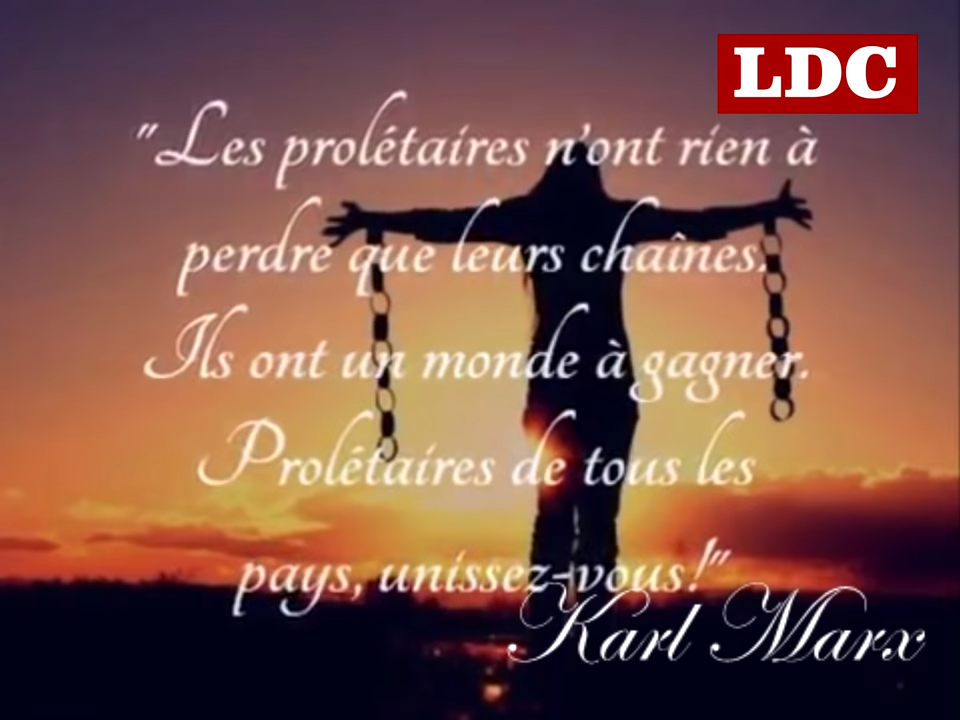 LDC
"Les prolétaires n'ont rien à
perdre que leurs chaînes.
Ils ont un monde à gagner.
Prolétaires de tous les
pays, unissez-vous!"
Karl Marx